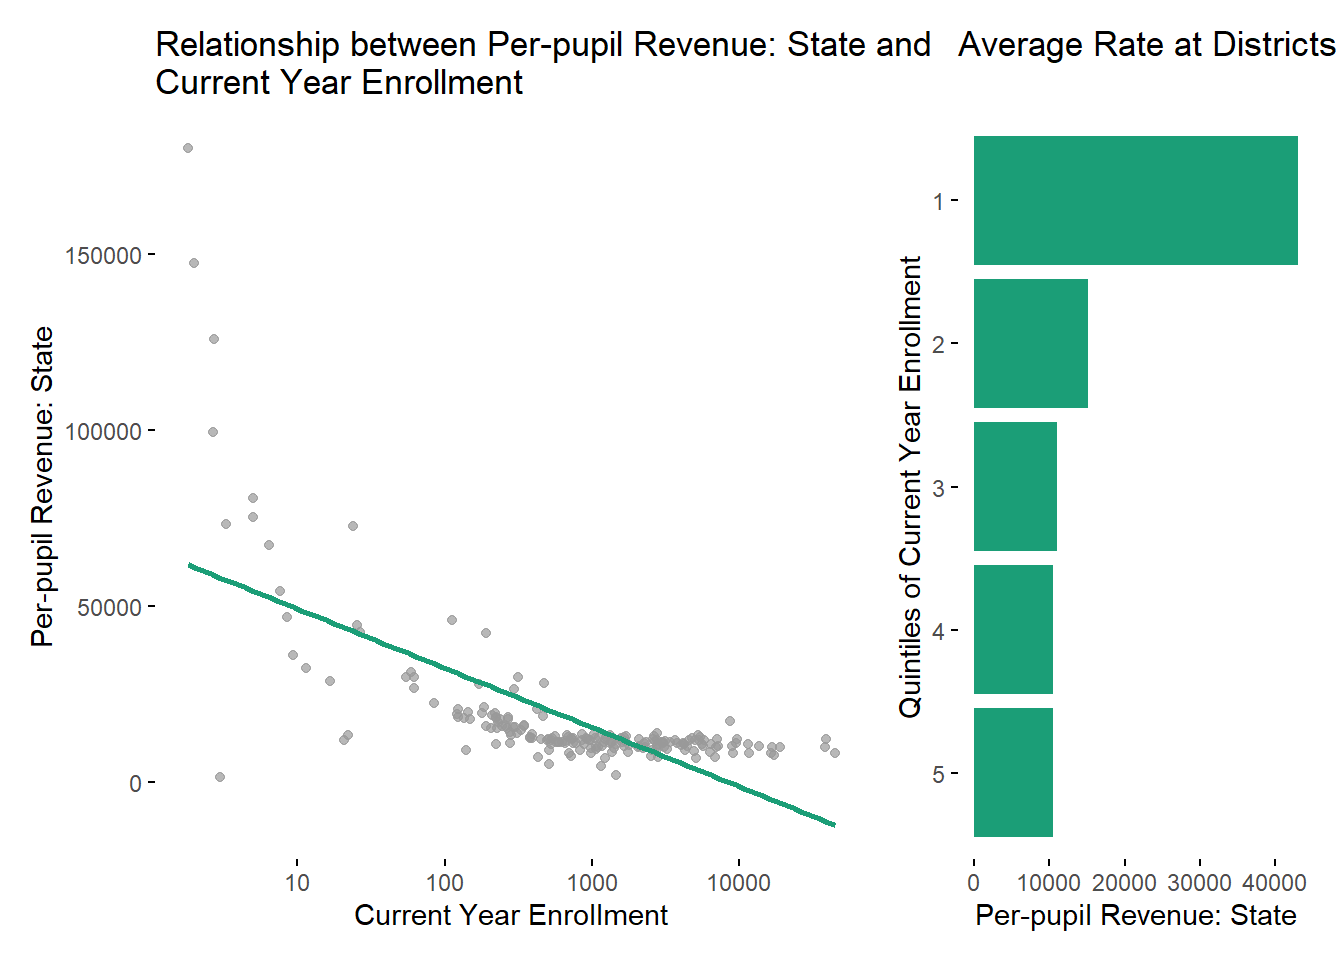 Relationship between Per-pupil Revenue: State and
Current Year Enrollment
Average Rate at Districts
Per-pupil Revenue: State
150000
100000
50000
0
10
100
1000
10000
Current Year Enrollment
Quintiles of Current Year Enrollment
1
2
3
4
5
0
10000
20000
30000
40000
Per-pupil Revenue: State